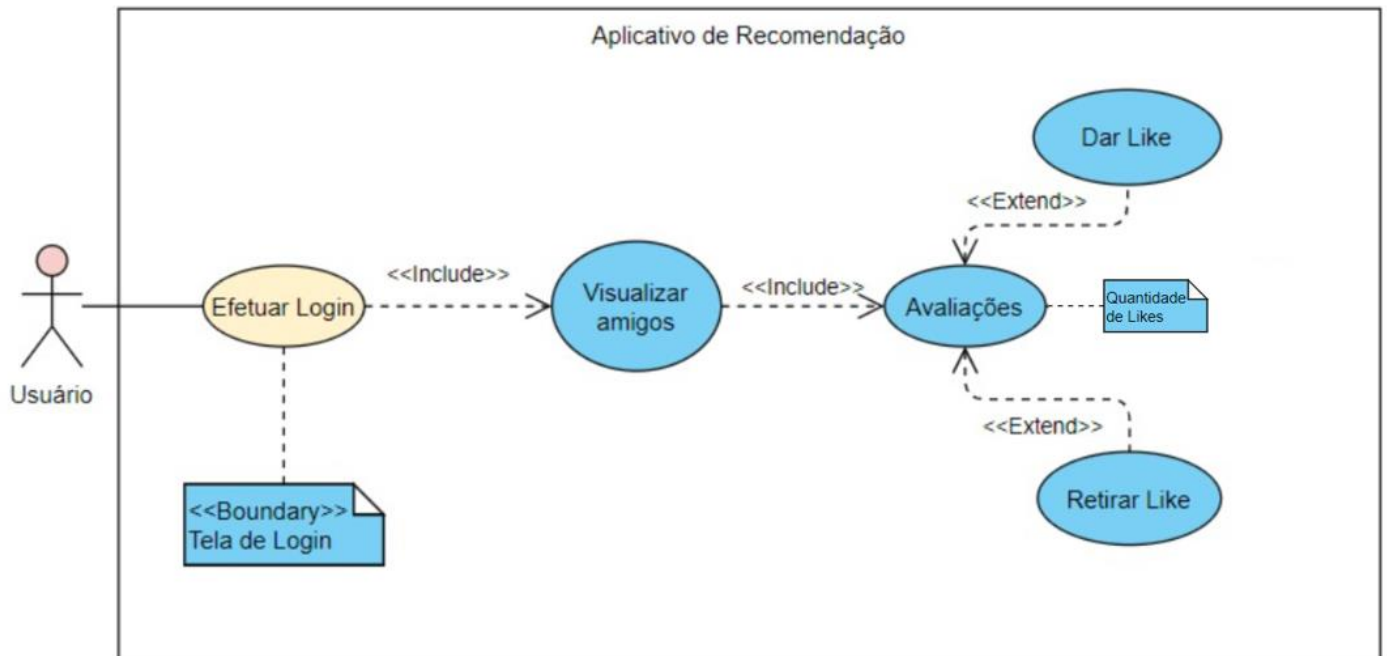 Aplicativo de Recomendação
Dar Like
<<Extend>>
<<Include>>
Visualizar
amigos
<<Include>>
Efetuar Login
Avaliações
Quantidade
de Likes
Usuário
<<Extend>>
<<Boundary>>
Tela de Login
Retirar Like